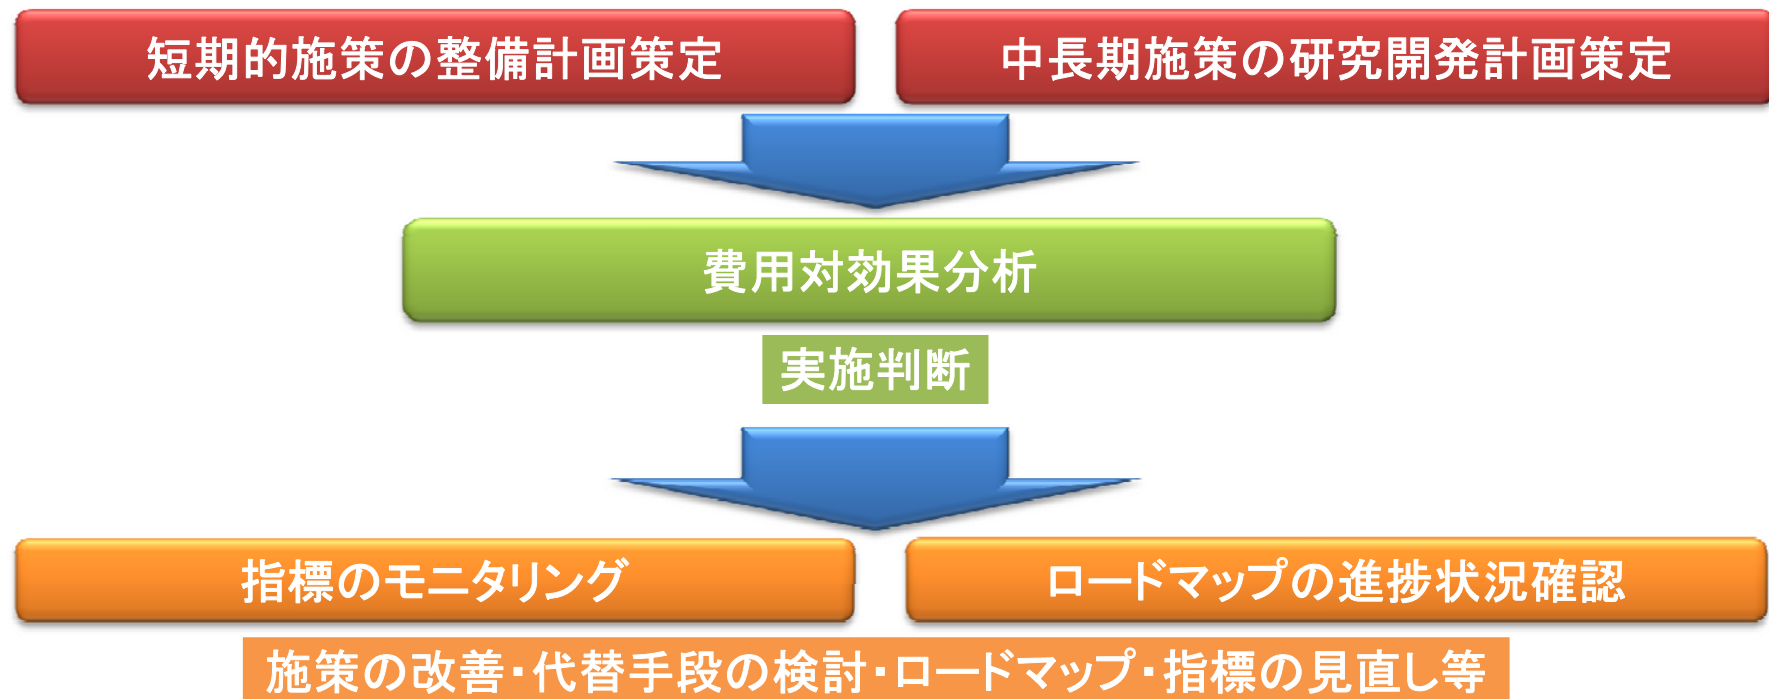 短期的施策の整備計画策定
中長期施策の研究開発計画策定
費用対効果分析
実施判断
指標のモニタリング
ロードマップの進捗状況確認
施策の改善・代替手段の検討・ロードマップ・指標の見直し等